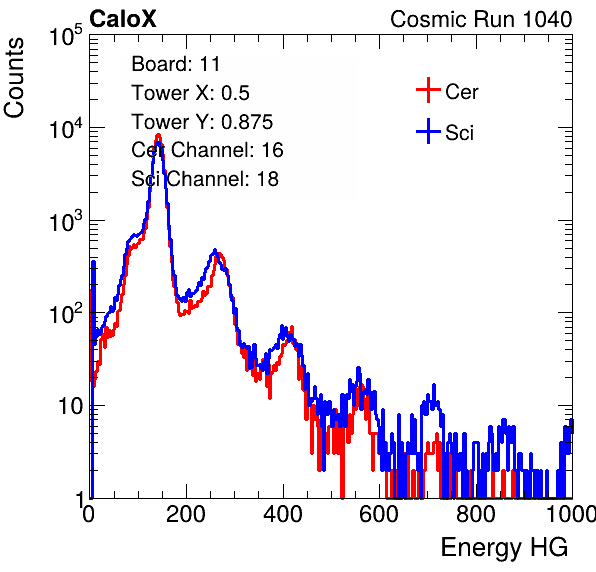 CaloX Cosmic Run 1040
Counts
10^5
10^4
10^3
10^2
10
1
Board: 11
Tower X: 0.5
Tower Y: 0.875
Cer Channel: 16
Sci Channel: 18
Cer
Sci
0 200 400 600 800 1000
Energy HG